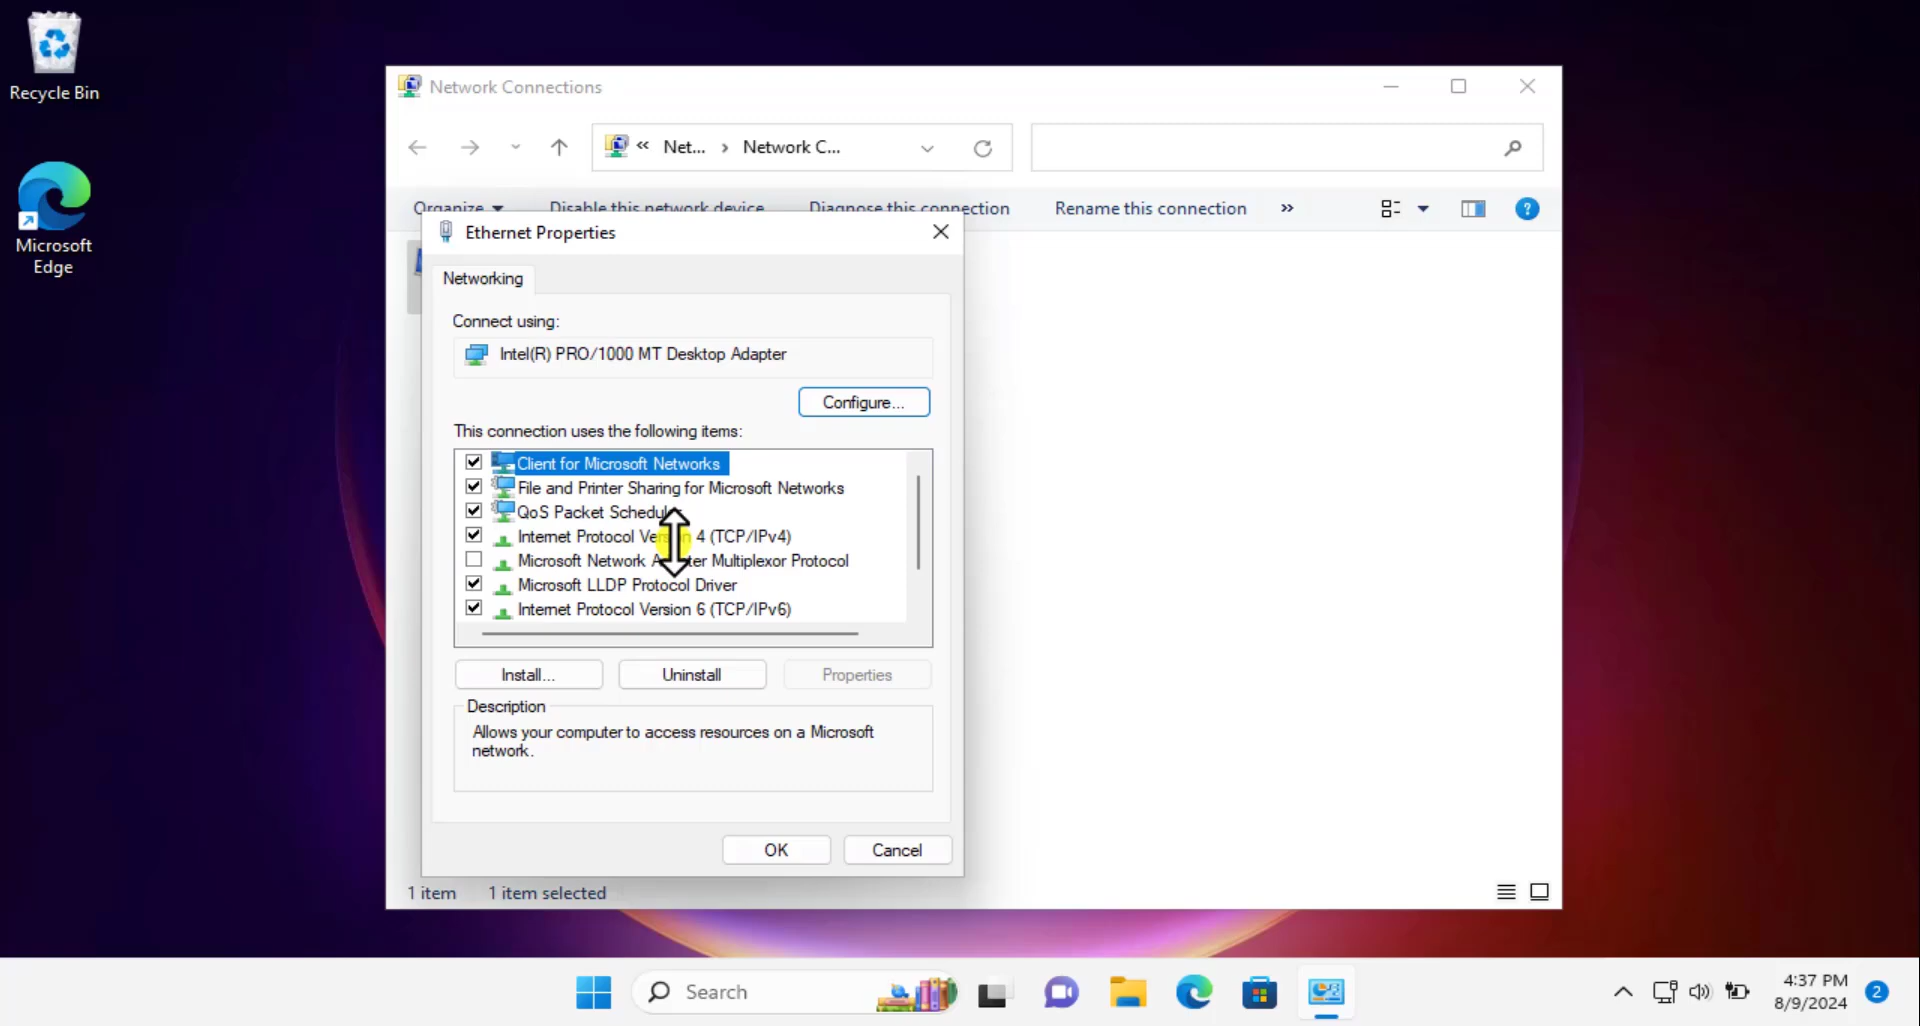 Recycle Bin
Microsoft
Edge
Network Connections
« Net... › Network C...
Organize Disable this network device Diagnose this connection Rename this connection »
Ethernet Properties
Networking
Connect using:
Intel(R) PRO/1000 MT Desktop Adapter
Configure...
This connection uses the following items:
Client for Microsoft Networks
File and Printer Sharing for Microsoft Networks
QoS Packet Scheduler
Internet Protocol Version 4 (TCP/IPv4)
Microsoft Network Adapter Multiplexor Protocol
Microsoft LLDP Protocol Driver
Internet Protocol Version 6 (TCP/IPv6)
Install... Uninstall Properties
Description
Allows your computer to access resources on a Microsoft
network.
OK Cancel
1 item 1 item selected
Search
4:37 PM
8/9/2024
2